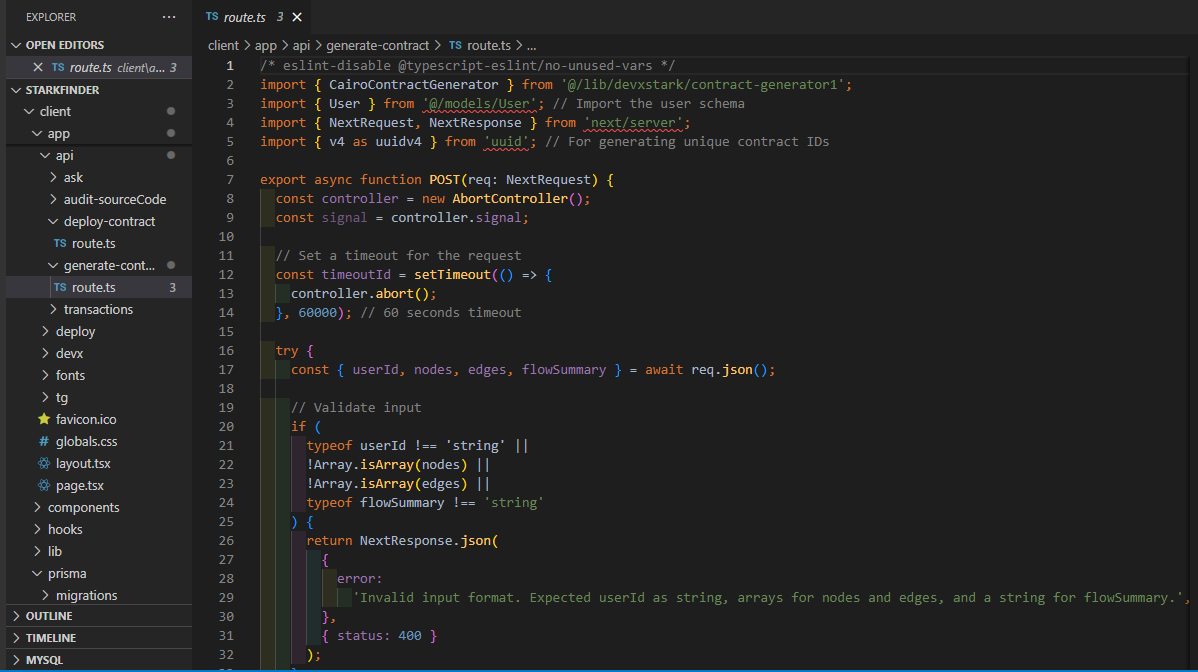 EXPLORER
OPEN EDITORS
TS route.ts client\a... 3
STARKFINDER
client
app
api
ask
audit-sourceCode
deploy-contract
TS route.ts
generate-cont...
TS route.ts 3
transactions
deploy
devx
fonts
tg
favicon.ico
# globals.css
layout.tsx
page.tsx
components
hooks
lib
prisma
migrations
OUTLINE
TIMELINE
MYSQL
TS route.ts 3
client > app > api > generate-contract > TS route.ts > ...
1 /* eslint-disable @typescript-eslint/no-unused-vars */
2 import { CairoContractGenerator } from '@/lib/devxstark/contract-generator1';
3 import { User } from '@/models/User'; // Import the user schema
4 import { NextRequest, NextResponse } from 'next/server';
5 import { v4 as uuidv4 } from 'uuid'; // For generating unique contract IDs
6
7 export async function POST(req: NextRequest) {
8 const controller = new AbortController();
9 const signal = controller.signal;
10
11 // Set a timeout for the request
12 const timeoutId = setTimeout(() => {
13 controller.abort();
14 }, 60000); // 60 seconds timeout
15
16 try {
17 const { userId, nodes, edges, flowSummary } = await req.json();
18
19 // Validate input
20 if (
21 typeof userId !== 'string' ||
22 !Array.isArray(nodes) ||
23 !Array.isArray(edges) ||
24 typeof flowSummary !== 'string'
25 ) {
26 return NextResponse.json(
27 {
28 error:
29 'Invalid input format. Expected userId as string, arrays for nodes and edges, and a string for flowSummary.',
30 },
31 { status: 400 }
32 );